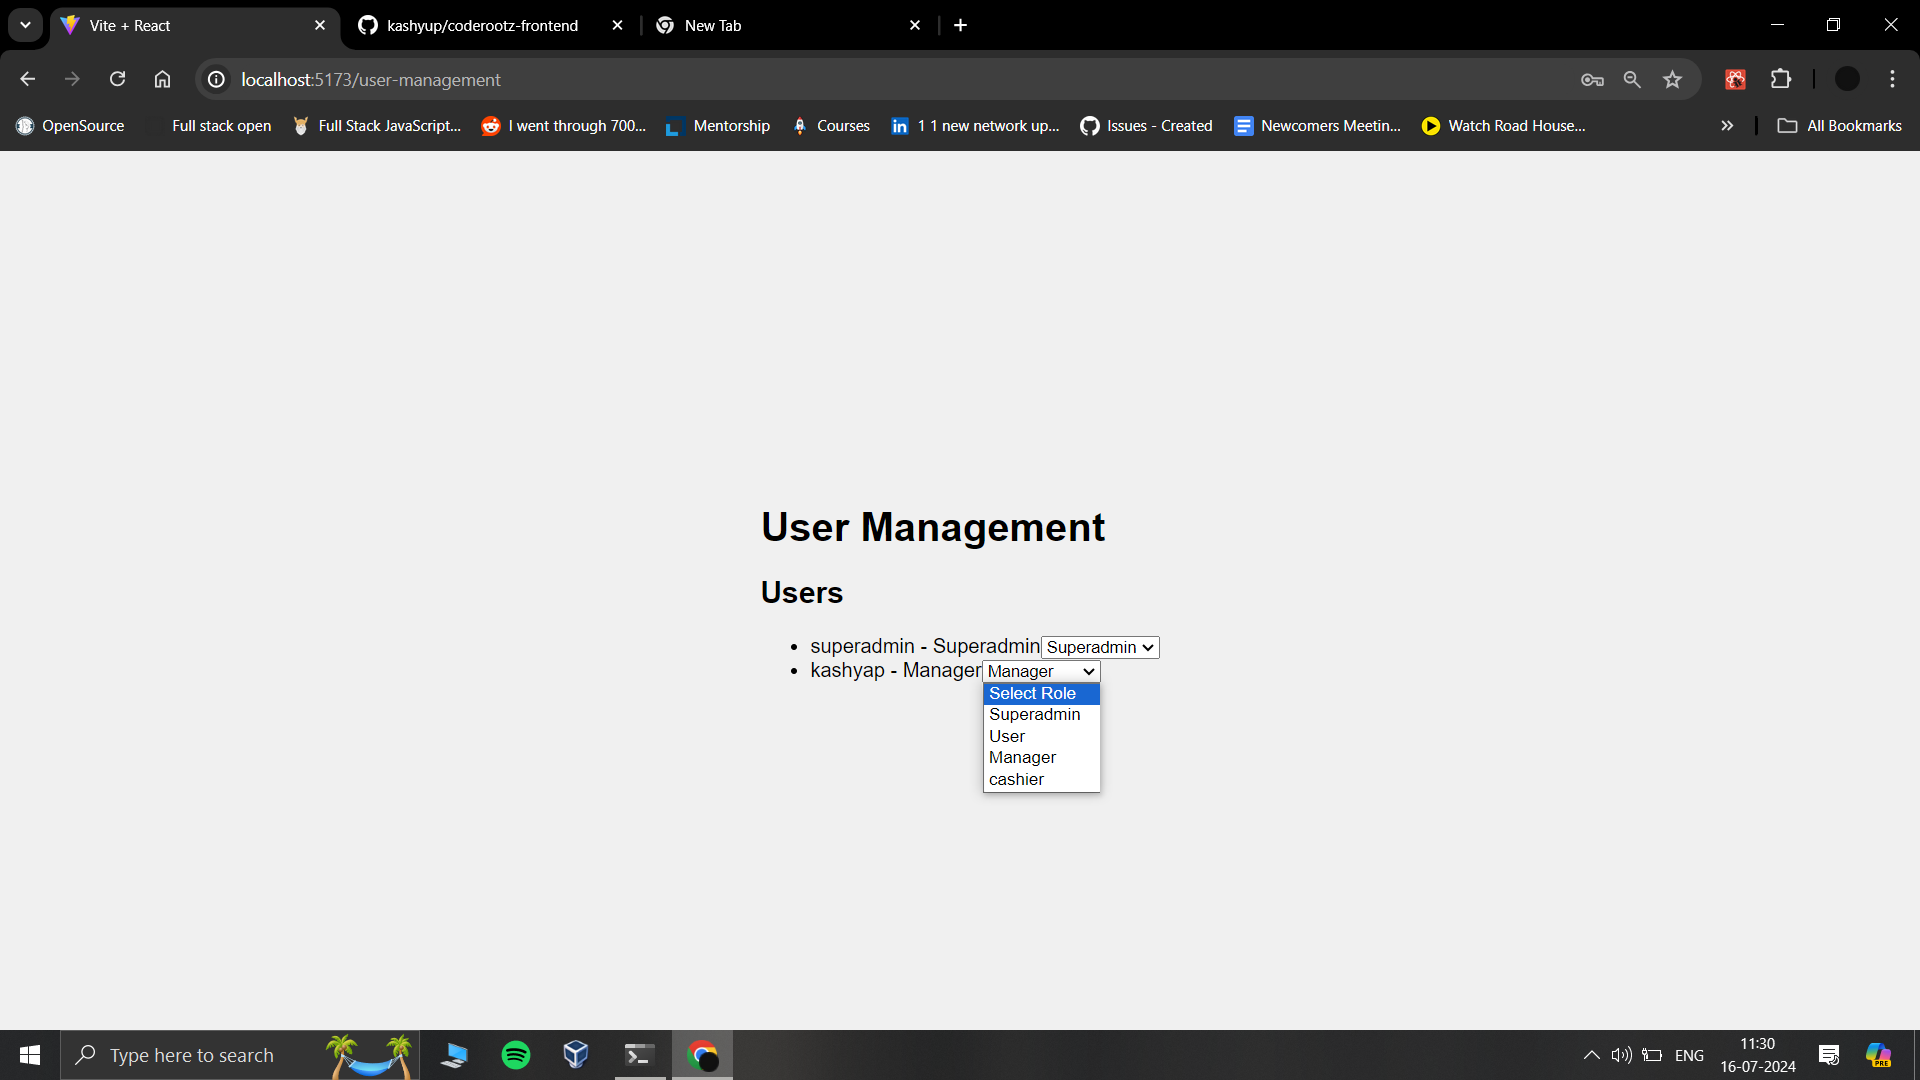 Vite + React
kashyup/coderootz-frontend
New Tab
localhost:5173/user-management
OpenSource
Full stack open
Full Stack JavaScript...
I went through 700...
Mentorship
Courses
1 1 new network up...
Issues - Created
Newcomers Meetin...
Watch Road House...
All Bookmarks
User Management
Users
superadmin - Superadmin Superadmin
kashyap - Manager Manager
Select Role
Superadmin
User
Manager
cashier
Type here to search
ENG
11:30
16-07-2024
PRE